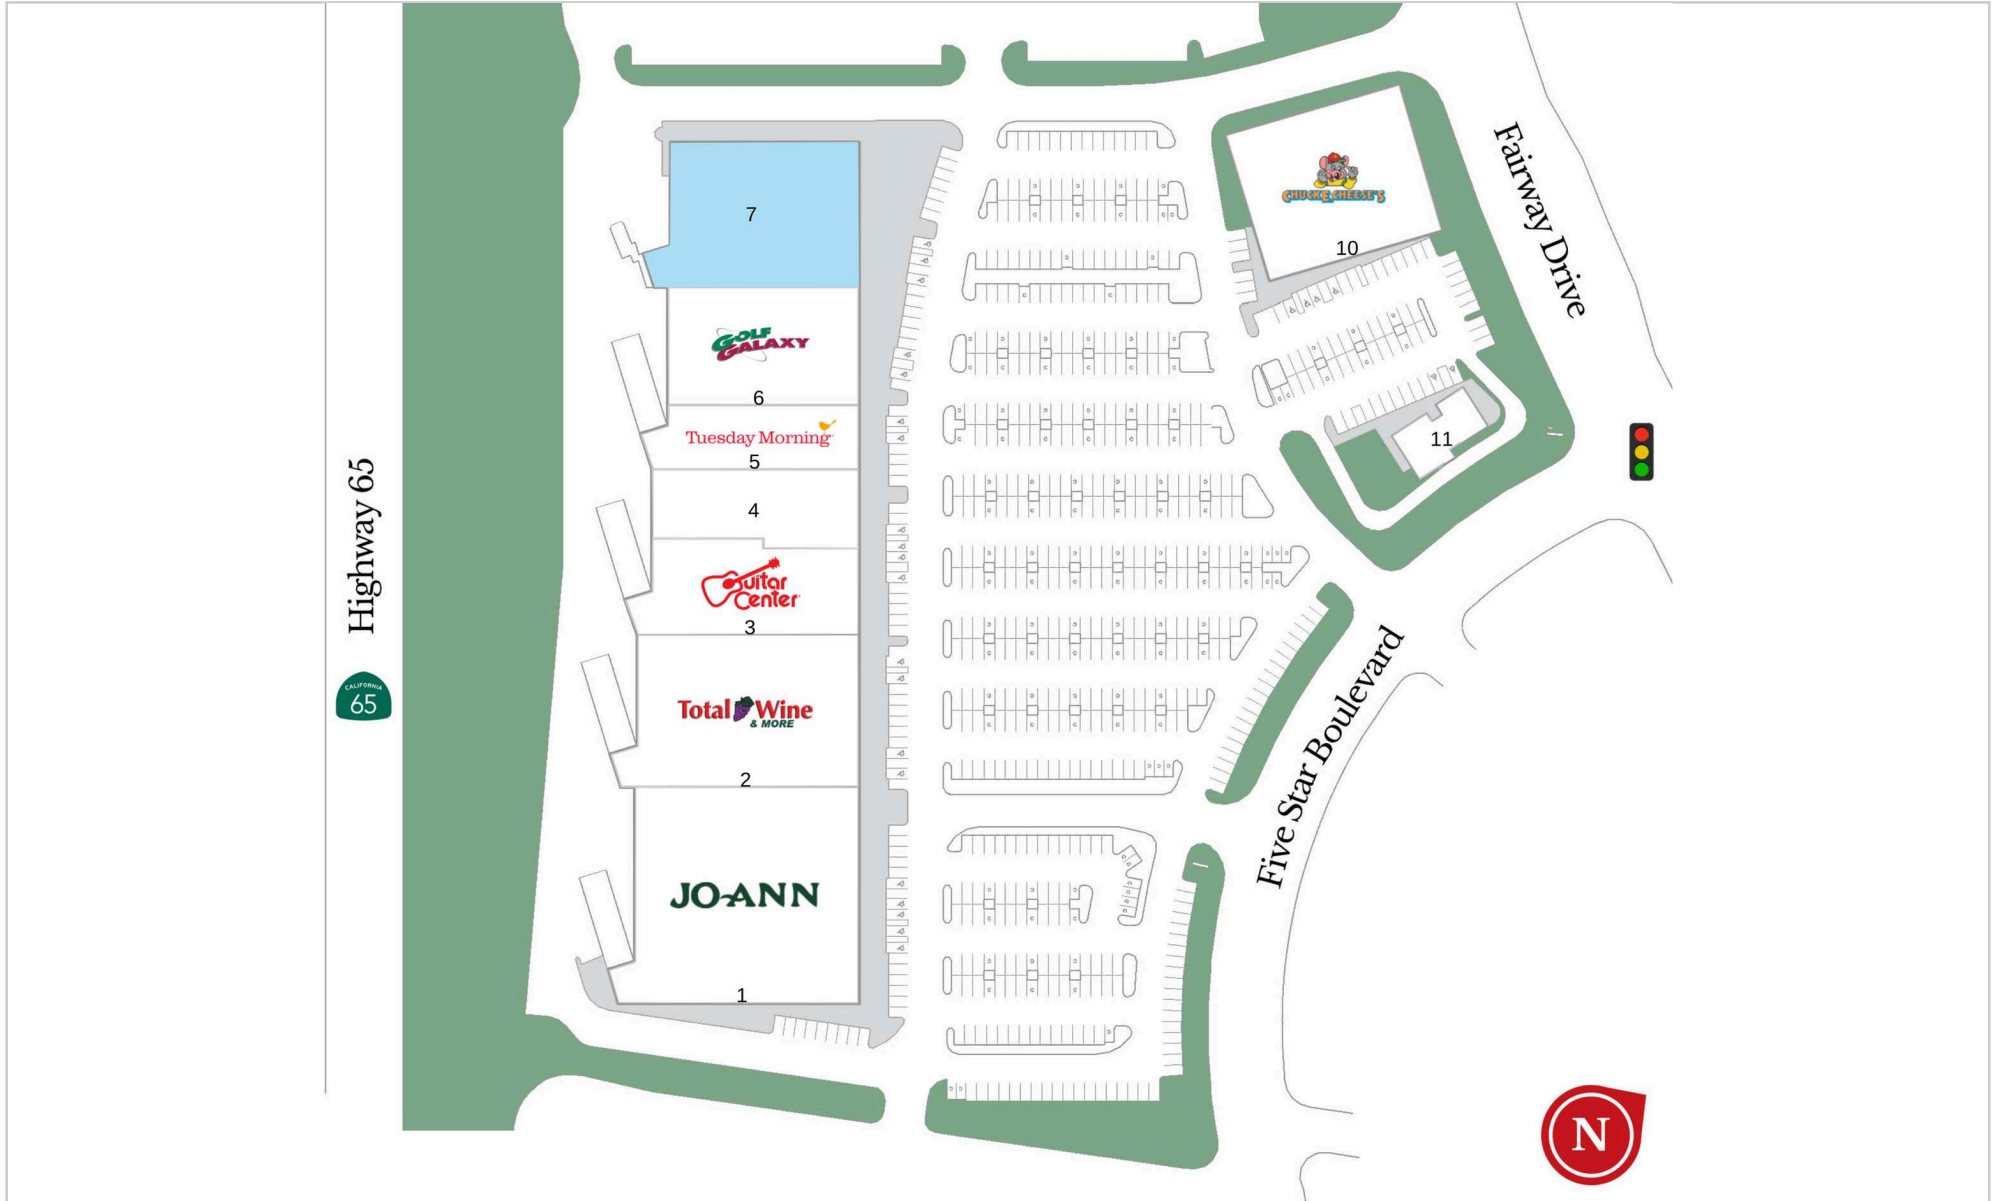 7
GOLF
GALAXY
6
Tuesday Morning
5
4
Guitar
Center
3
Total Wine
& MORE
2
JO-ANN
1
Highway 65
CALIFORNIA
65
CHUCK E. CHEESE'S
10
11
Fairway Drive
Five Star Boulevard
N